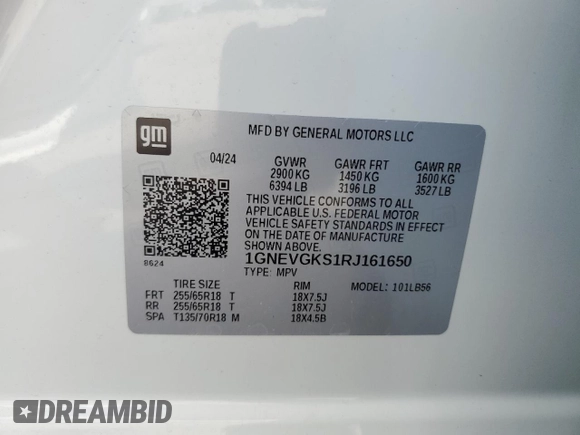 gm
MFD BY GENERAL MOTORS LLC
04/24 GVWR GAWR FRT GAWR RR
2900 KG 1450 KG 1600 KG
6394 LB 3196 LB 3527 LB
THIS VEHICLE CONFORMS TO ALL
APPLICABLE U.S. FEDERAL MOTOR
VEHICLE SAFETY STANDARDS IN EFFECT
ON THE DATE OF MANUFACTURE
SHOWN ABOVE.
8624 1GNEVGKS1RJ161650
TYPE: MPV MODEL: 101LB56
TIRE SIZE RIM
FRT 255/65R18 T 18X7.5J
RR 255/65R18 T 18X7.5J
SPA T135/70R18 M 18X4.5B
DREAMBID